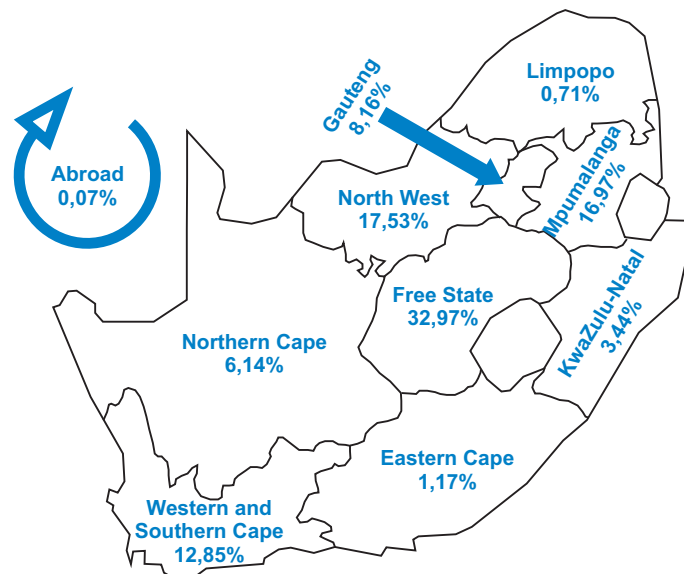 Limpopo
0,71%
Gauteng
8,16%
Abroad
0,07%
Mpumalanga
16,97%
North West
17,53%
Free State
32,97%
KwaZulu-Natal
3,44%
Northern Cape
6,14%
Eastern Cape
1,17%
Western and
Southern Cape
12,85%